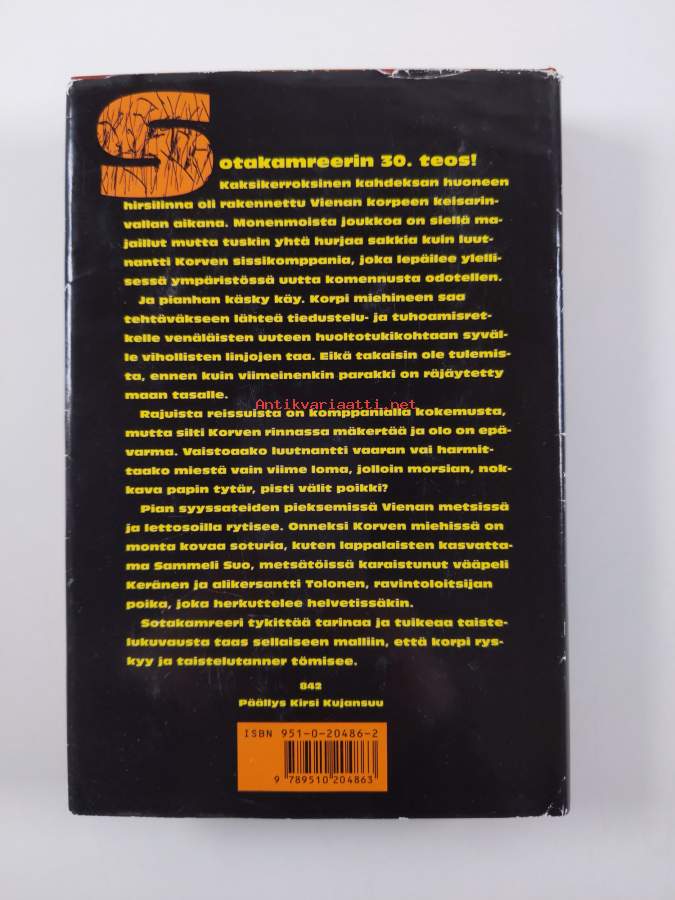 Sotakamreerin 30. teos!
Kaksikerroksinen kahdeksan huoneen
hirsilinna oli rakennettu Vienan korpeen keisarin-
vallan aikana. Monenmoista joukkoa on siellä ma-
jaillut mutta tuskin yhtä hurjaa sakkia kuin luut-
nantti Korven sissikomppania, joka lepäilee ylelli-
sessä ympäristössä uutta komennusta odotellen.
Ja pianhan käsky käy. Korpi miehineen saa
tehtäväkseen lähteä tiedustelu- ja tuhoamisret-
kelle venäläisten uuteen huoltotukikohtaan syväl-
le vihollisten linjojen taa. Eikä takaisin ole tulemis-
ta, ennen kuin viimeinenkin parakki on räjäytetty
maan tasalle.
Antikvariaatti.net
Rajuista reissuista on komppanialla kokemusta,
mutta silti Korven rinnassa mäkertää ja olo on epä-
varma. Vaistoaako luutnantti vaaran vai harmit-
taako miestä vain viime loma, jolloin morsian, nok-
kava papin tytär, pisti välit poikki?
Pian syyssateiden pieksemissä Vienan metsissä
ja lettosoilla rytisee. Onneksi Korven miehissä on
monta kovaa soturia, kuten lappalaisten kasvatta-
ma Sammeli Suo, metsätöissä karaistunut vääpeli
Keränen ja alikersantti Tolonen, ravintoloitsijan
poika, joka herkuttelee helvetissäkin.
Sotakamreeri tykittää tarinaa ja tuikeaa taiste-
lukuvausta taas sellaiseen malliin, että korpi rys-
kyy ja taistelutanner tömisee.
842
Päällys Kirsi Kujansuu
ISBN 951-0-20486-2
9 789510 204863